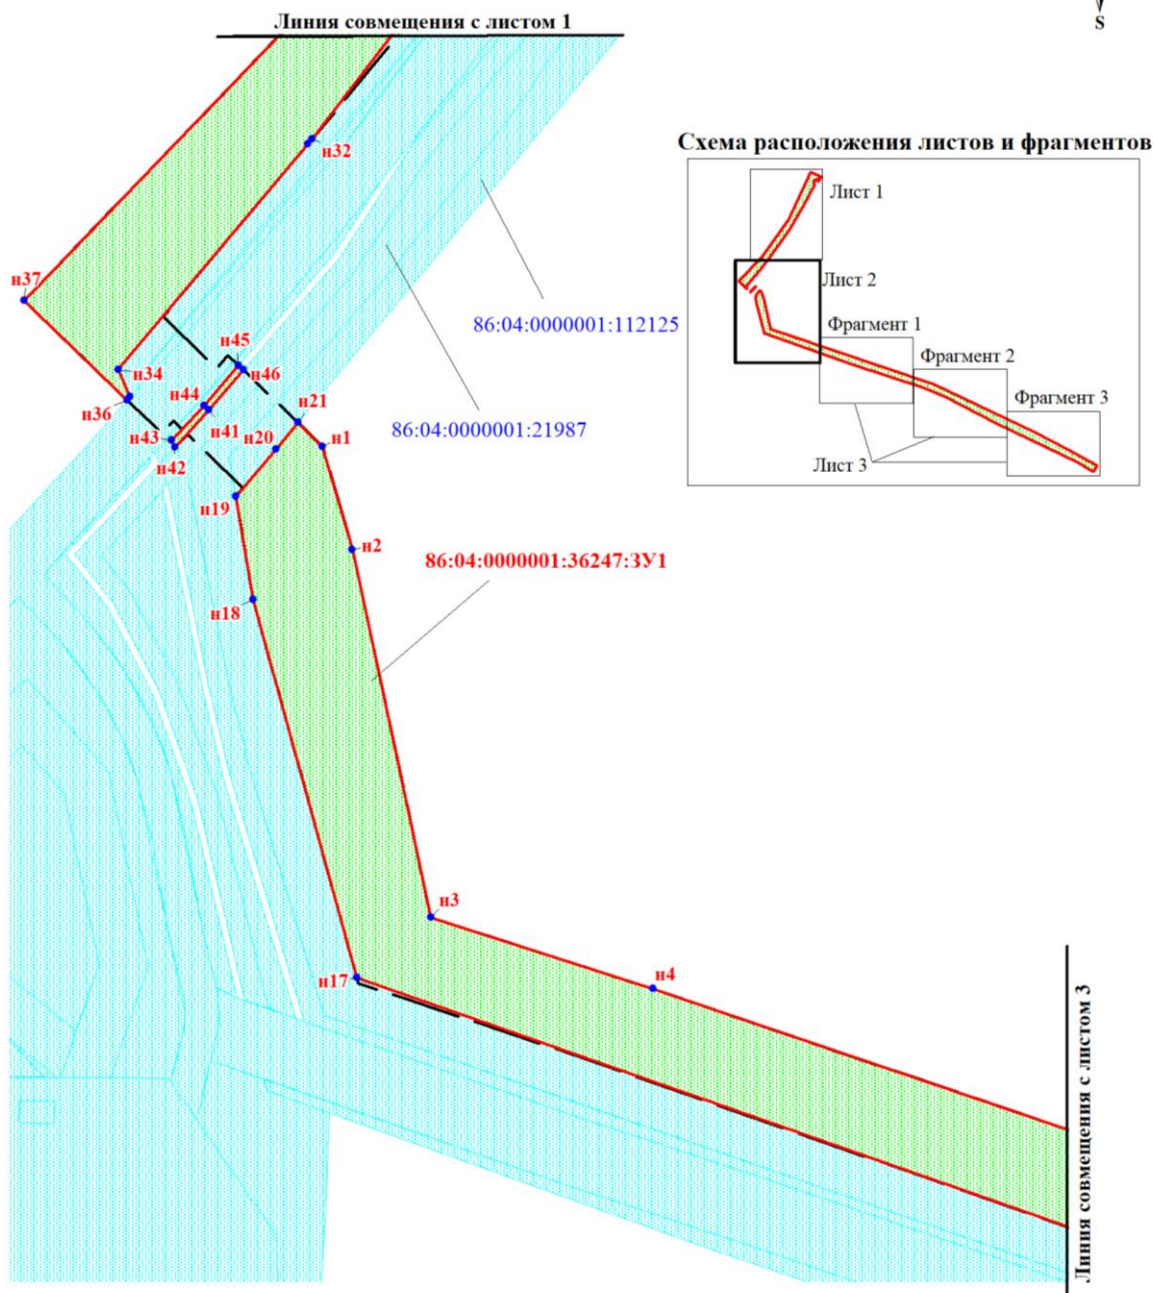 S
Линия совмещения с листом 1
н32
Схема расположения листов и фрагментов
Лист 1
Лист 2
Фрагмент 1
Фрагмент 2
Фрагмент 3
Лист 3
н37
86:04:0000001:112125
н45
н34
н46
н44
н36
н21
86:04:0000001:21987
н41
н43
н20
н1
н42
н19
н2
86:04:0000001:36247:ЗУ1
н18
н3
н4
н17
Линия совмещения с листом 3